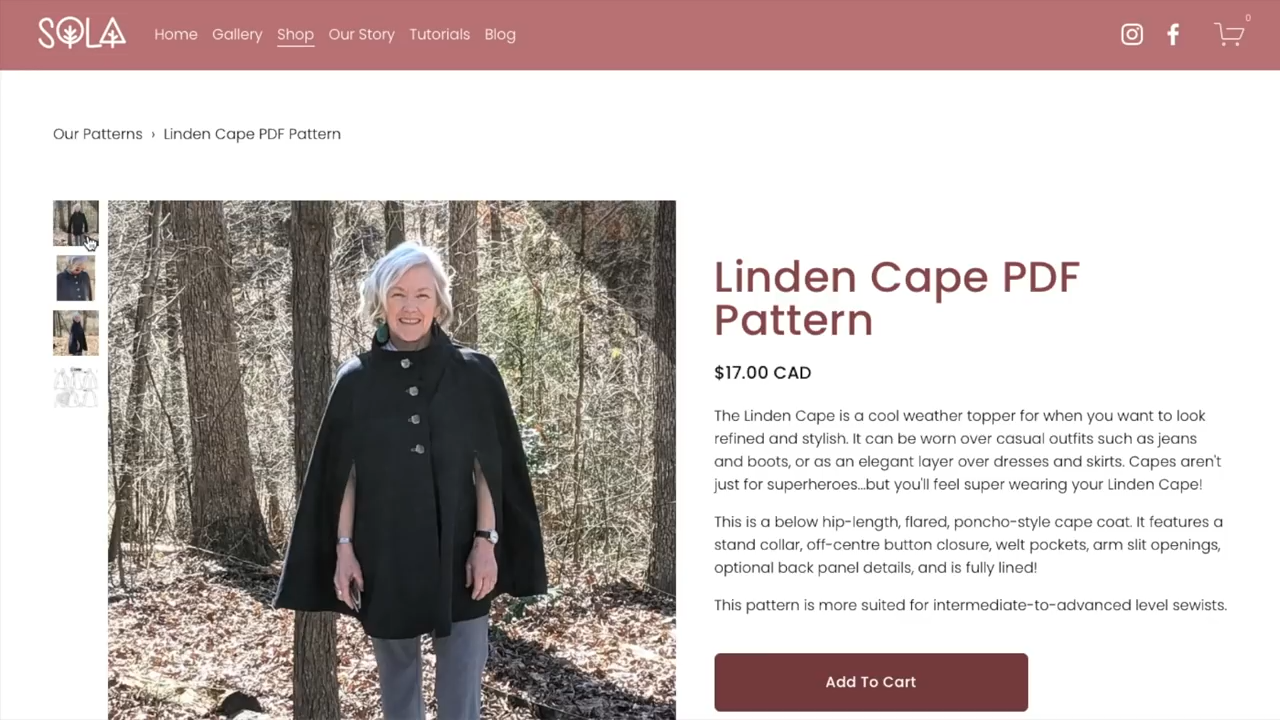 SOLA
Home Gallery Shop Our Story Tutorials Blog
0
Our Patterns › Linden Cape PDF Pattern
Linden Cape PDF
Pattern
$17.00 CAD
The Linden Cape is a cool weather topper for when you want to look
refined and stylish. It can be worn over casual outfits such as jeans
and boots, or as an elegant layer over dresses and skirts. Capes aren't
just for superheroes...but you'll feel super wearing your Linden Cape!
This is a below hip-length, flared, poncho-style cape coat. It features a
stand collar, off-centre button closure, welt pockets, arm slit openings,
optional back panel details, and is fully lined!
This pattern is more suited for intermediate-to-advanced level sewists.
Add To Cart